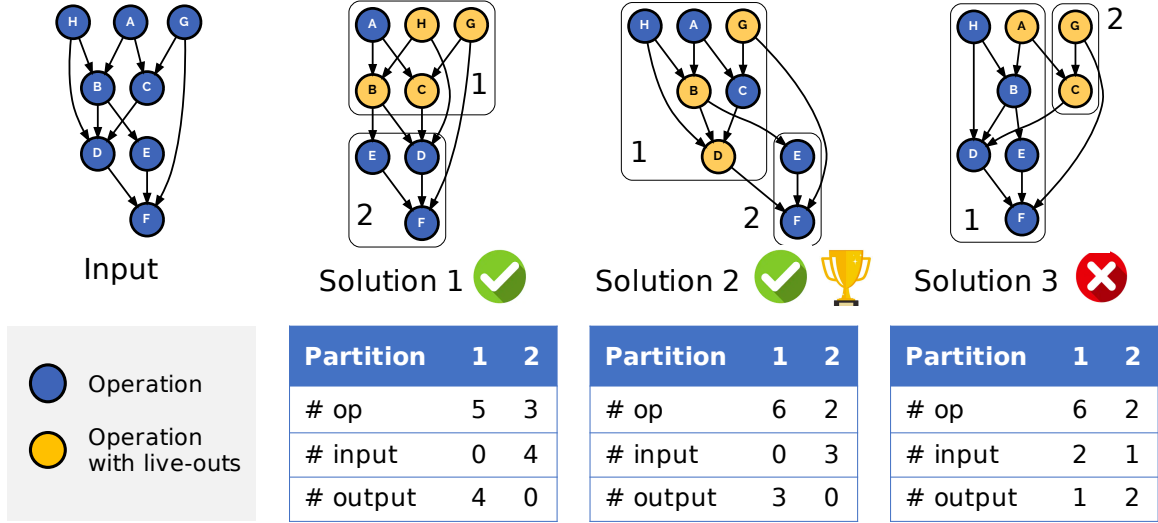 H A G
B C
D E
F
Input
A H G
B C
1
E D
2
F
Solution 1
H A G
B C
1
D E
2
F
Solution 2
H A G 2
B C
D E
1
F
Solution 3
Operation
Operation
with live-outs
Partition 1 2
# op 5 3
# input 0 4
# output 4 0
Partition 1 2
# op 6 2
# input 0 3
# output 3 0
Partition 1 2
# op 6 2
# input 2 1
# output 1 2